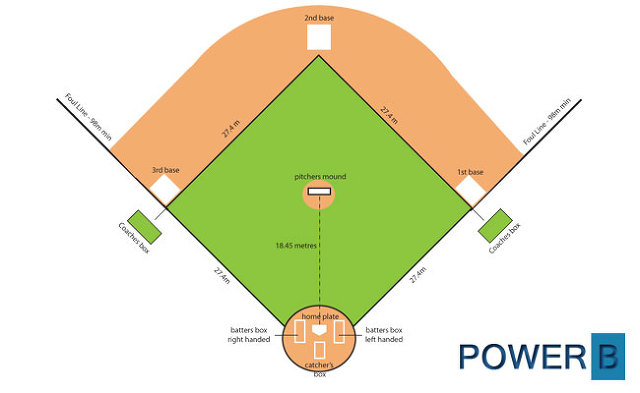 2nd base
Foul Line - 98m min
27.4 m
27.4 m
Foul Line - 98m min
3rd base
pitchers mound
1st base
Coaches box
18.45 metres
Coaches box
27.4m
27.4m
home plate
batters box
right handed
batters box
left handed
catcher's
box
POWER B